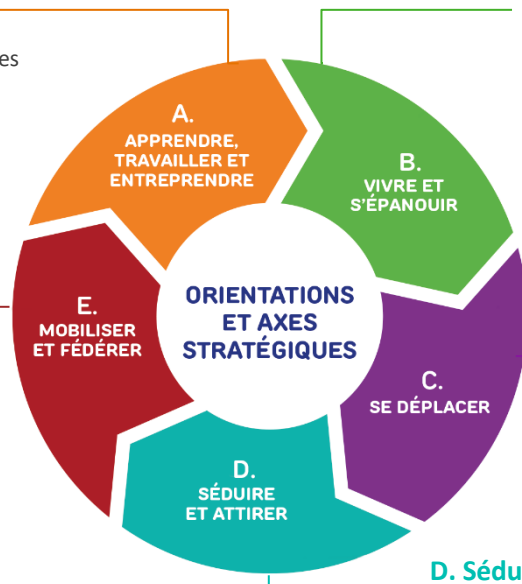 es
A.
APPRENDRE,
TRAVAILLER ET
ENTREPRENDRE
B.
VIVRE ET
S'ÉPANOUIR
ORIENTATIONS
ET AXES
STRATÉGIQUES
E.
MOBILISER
ET FÉDÉRER
C.
SE DÉPLACER
D.
SÉDUIRE
ET ATTIRER
D. Sédu